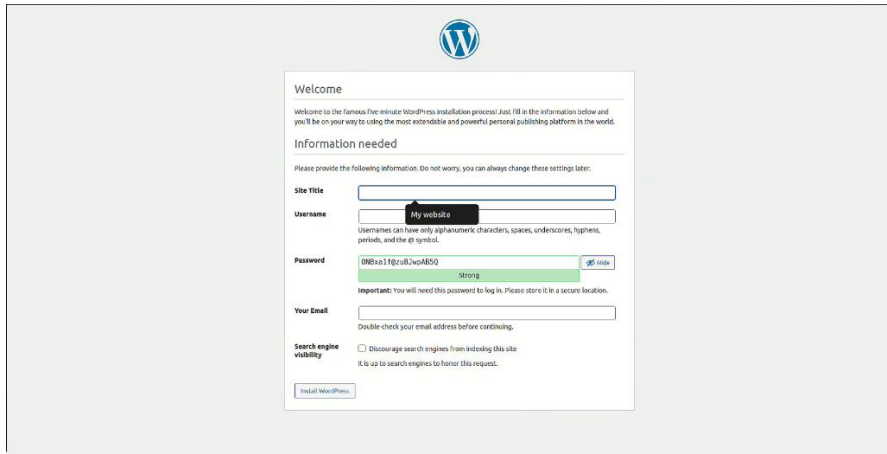 Welcome
Welcome to the famous five-minute WordPress installation process! Just fill in the information below and
you'll be on your way to using the most extendable and powerful personal publishing platform in the world.
Information needed
Please provide the following information. Do not worry, you can always change these settings later.
Site Title
My website
Username
Usernames can have only alphanumeric characters, spaces, underscores, hyphens,
periods, and the @ symbol.
Password
0NBxa1f@zuBJwpAB5Q
Hide
Strong
Important: You will need this password to log in. Please store it in a secure location.
Your Email
Double-check your email address before continuing.
Search engine
visibility
Discourage search engines from indexing this site
It is up to search engines to honor this request.
Install WordPress